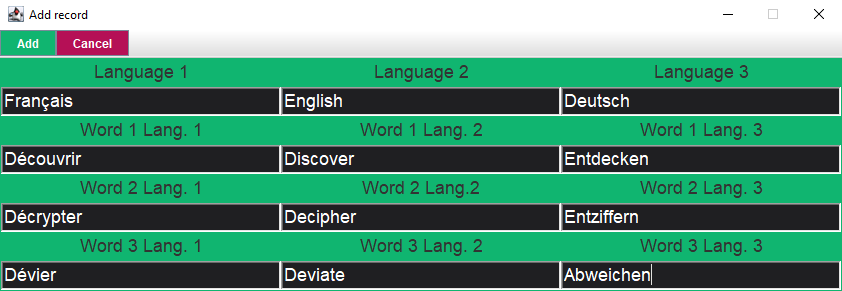 Add record
Add Cancel
Language 1 Language 2 Language 3
Français English Deutsch
Word 1 Lang. 1 Word 1 Lang. 2 Word 1 Lang. 3
Découvrir Discover Entdecken
Word 2 Lang. 1 Word 2 Lang.2 Word 2 Lang. 3
Décrypter Decipher Entziffern
Word 3 Lang. 1 Word 3 Lang. 2 Word 3 Lang. 3
Dévier Deviate Abweichen